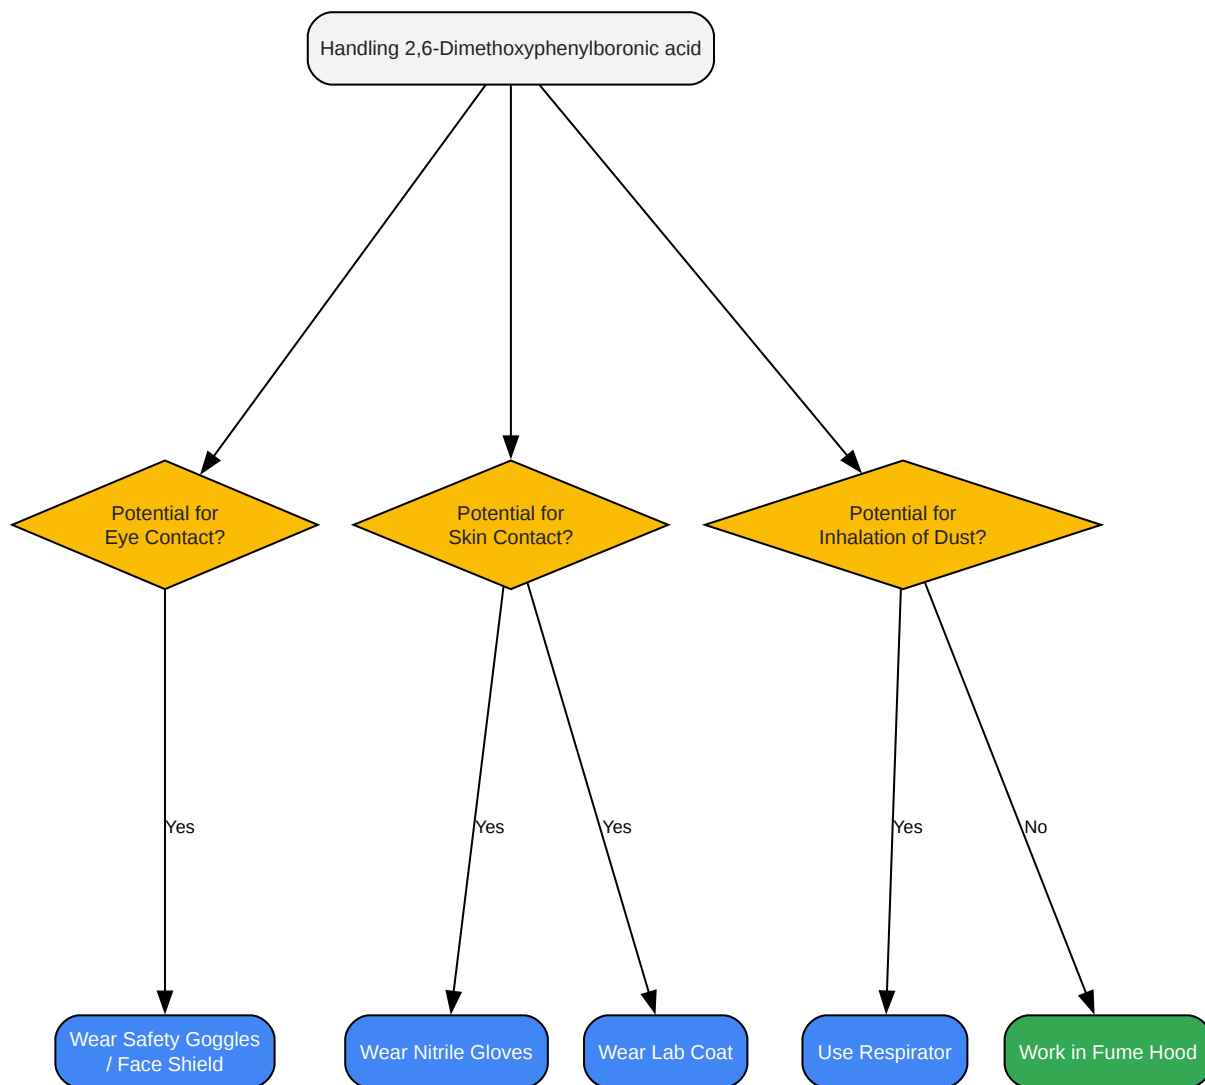 Handling 2,6-Dimethoxyphenylboronic acid
Potential for
Eye Contact?
Potential for
Skin Contact?
Potential for
Inhalation of Dust?
Yes
Yes
Yes
Yes
No
Wear Safety Goggles
/ Face Shield
Wear Nitrile Gloves
Wear Lab Coat
Use Respirator
Work in Fume Hood